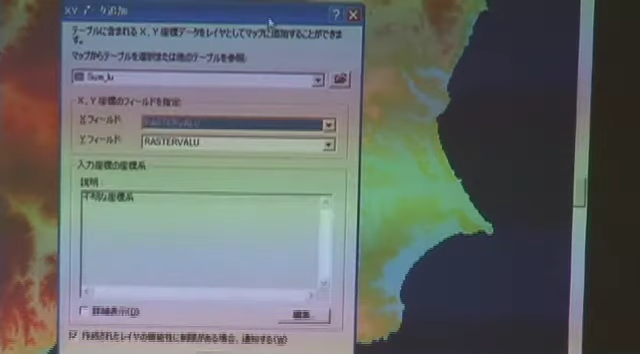 XY データ追加
テーブルに含まれる X、Y 座標データをレイヤとしてマップに追加することができま
す。
マップからテーブルを選択または他のテーブルを参照:
Sum_lu
X、Y 座標のフィールドを指定
Xフィールド:
RASTERVALU
Yフィールド:
RASTERVALU
入力座標の座標系
説明:
不明な座標系
詳細表示(D)
編集...
作成されたレイヤの機能性に制限がある場合、通知する(W)